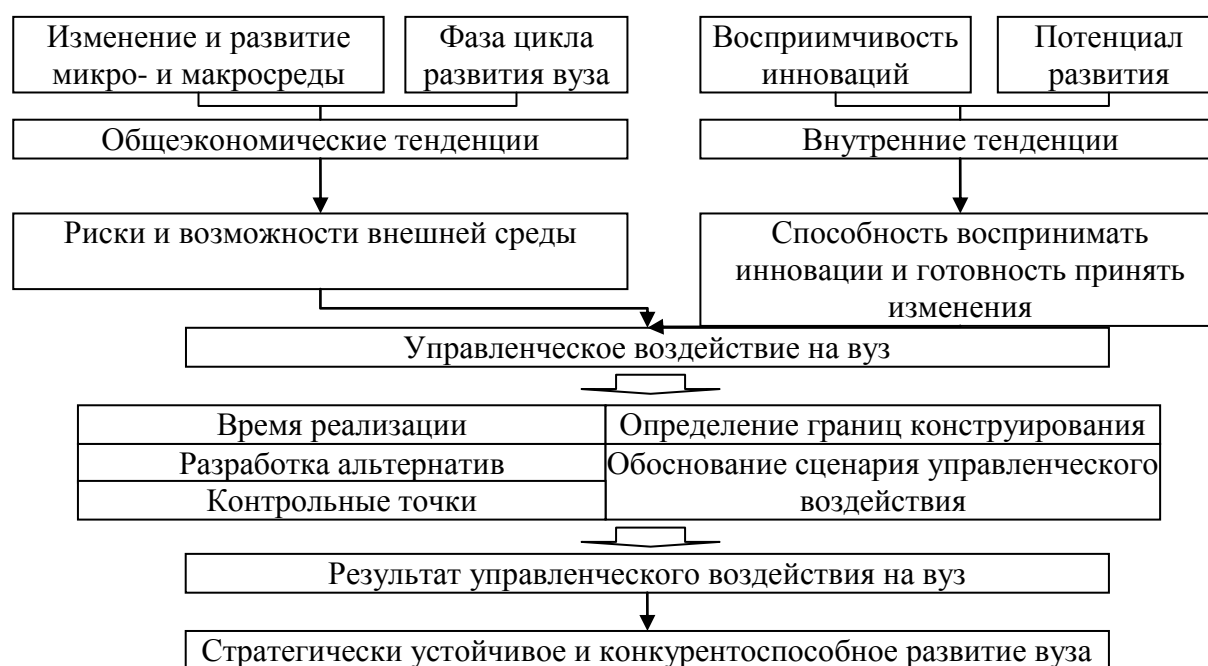 Изменение и развитие
микро- и макросреды
Фаза цикла
развития вуза
Восприимчивость
инноваций
Потенциал
развития
Общеэкономические тенденции
Внутренние тенденции
Риски и возможности внешней среды
Способность воспринимать
инновации и готовность принять
изменения
Управленческое воздействие на вуз
Время реализации
Определение границ конструирования
Разработка альтернатив
Обоснование сценария управленческого
воздействия
Контрольные точки
Результат управленческого воздействия на вуз
Стратегически устойчивое и конкурентоспособное развитие вуза